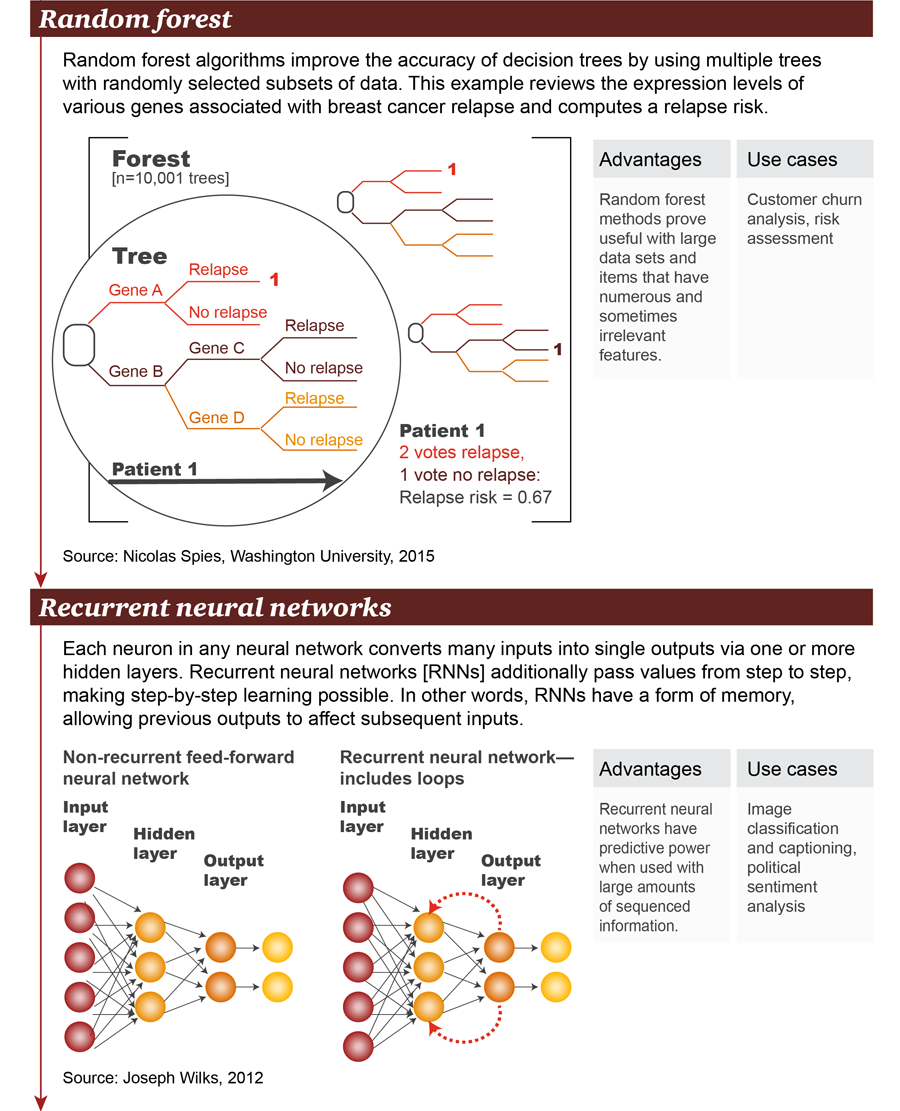 Random forest
Random forest algorithms improve the accuracy of decision trees by using multiple trees
with randomly selected subsets of data. This example reviews the expression levels of
various genes associated with breast cancer relapse and computes a relapse risk.
Forest
[n=10,001 trees]
1
Tree
Relapse
Gene A
1
No relapse
Relapse
Gene C
Gene B
No relapse
Relapse
Gene D
No relapse
Patient 1
1
Patient 1
2 votes relapse,
1 vote no relapse:
Relapse risk = 0.67
Advantages
Random forest
methods prove
useful with large
data sets and
items that have
numerous and
sometimes
irrelevant
features.
Use cases
Customer churn
analysis, risk
assessment
Source: Nicolas Spies, Washington University, 2015
Recurrent neural networks
Each neuron in any neural network converts many inputs into single outputs via one or more
hidden layers. Recurrent neural networks [RNNs] additionally pass values from step to step,
making step-by-step learning possible. In other words, RNNs have a form of memory,
allowing previous outputs to affect subsequent inputs.
Non-recurrent feed-forward
neural network
Input
layer
Hidden
layer
Output
layer
Recurrent neural network—
includes loops
Input
layer
Hidden
layer
Output
layer
Advantages
Recurrent neural
networks have
predictive power
when used with
large amounts
of sequenced
information.
Use cases
Image
classification
and captioning,
political
sentiment
analysis
Source: Joseph Wilks, 2012